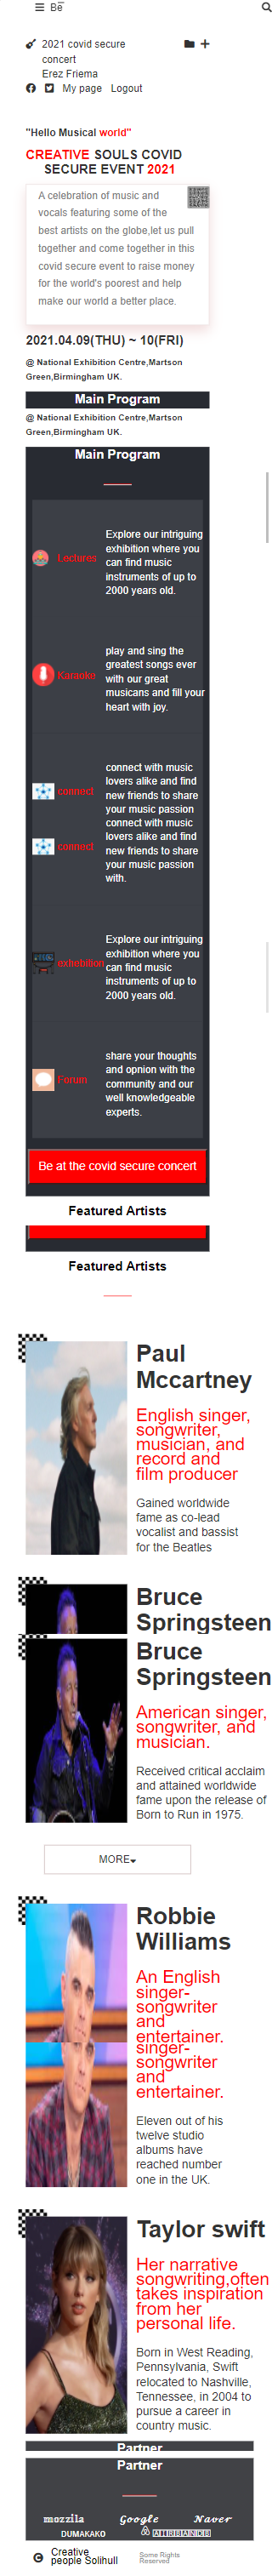 Be
2021 covid secure
concert
Erez Friema
My page Logout
"Hello Musical world"
CREATIVE SOULS COVID
SECURE EVENT 2021
A celebration of music and
vocals featuring some of the
best artists on the globe,let us pull
together and come together in this
covid secure event to raise money
for the world's poorest and help
make our world a better place.
2021.04.09(THU) ~ 10(FRI)
@ National Exhibition Centre,Martson
Green,Birmingham UK.
Main Program
@ National Exhibition Centre,Martson
Green,Birmingham UK.
Main Program
Lectures
Explore our intriguing
exhibition where you
can find music
instruments of up to
2000 years old.
Karaoke
play and sing the
greatest songs ever
with our great
musicans and fill your
heart with joy.
connect
connect with music
lovers alike and find
new friends to share
your music passion
connect
connect with music
lovers alike and find
new friends to share
your music passion
with.
exhebition
Explore our intriguing
exhibition where you
can find music
instruments of up to
2000 years old.
Forum
share your thoughts
and opnion with the
community and our
well knowledgeable
experts.
Be at the covid secure concert
Featured Artists
Featured Artists
Paul
Mccartney
English singer,
songwriter,
musician, and
record and
film producer
Gained worldwide
fame as co-lead
vocalist and bassist
for the Beatles
Bruce
Springsteen
Bruce
Springsteen
American singer,
songwriter, and
musician.
Received critical acclaim
and attained worldwide
fame upon the release of
Born to Run in 1975.
MORE
Robbie
Williams
An English
singer-
songwriter
and
entertainer.
singer-
songwriter
and
entertainer.
Eleven out of his
twelve studio
albums have
reached number
one in the UK.
Taylor swift
Her narrative
songwriting,often
takes inspiration
from her
personal life.
Born in West Reading,
Pennsylvania, Swift
relocated to Nashville,
Tennessee, in 2004 to
pursue a career in
country music.
Partner
Partner
mozzila Google Naver
DUMAKAKO AIRBANDB
Creative
people Solihull
Some Rights
Reserved